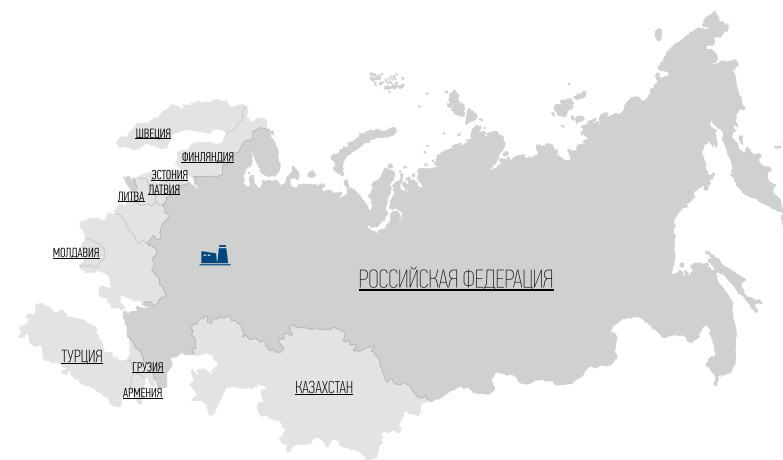 ШВЕЦИЯ
ФИНЛЯНДИЯ
ЭСТОНИЯ
ЛАТВИЯ
ЛИТВА
МОЛДАВИЯ
РОССИЙСКАЯ ФЕДЕРАЦИЯ
ТУРЦИЯ
ГРУЗИЯ
КАЗАХСТАН
АРМЕНИЯ